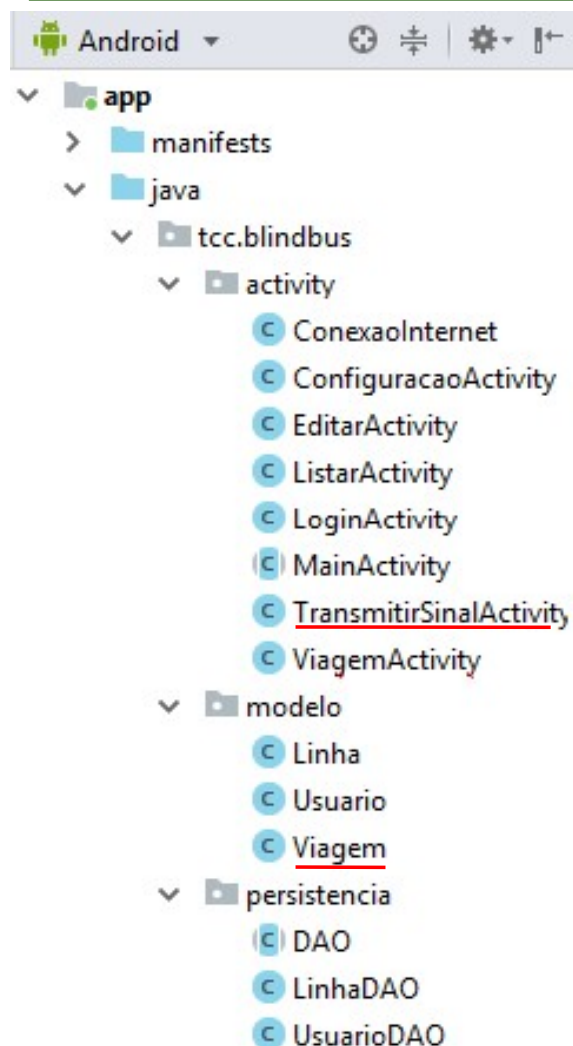 Android
app
manifests
java
tcc.blindbus
activity
C ConexaoInternet
C ConfiguracaoActivity
C EditarActivity
C ListarActivity
C LoginActivity
C MainActivity
C TransmitirSinalActivity
C ViagemActivity
modelo
C Linha
C Usuario
C Viagem
persistencia
C DAO
C LinhaDAO
C UsuarioDAO